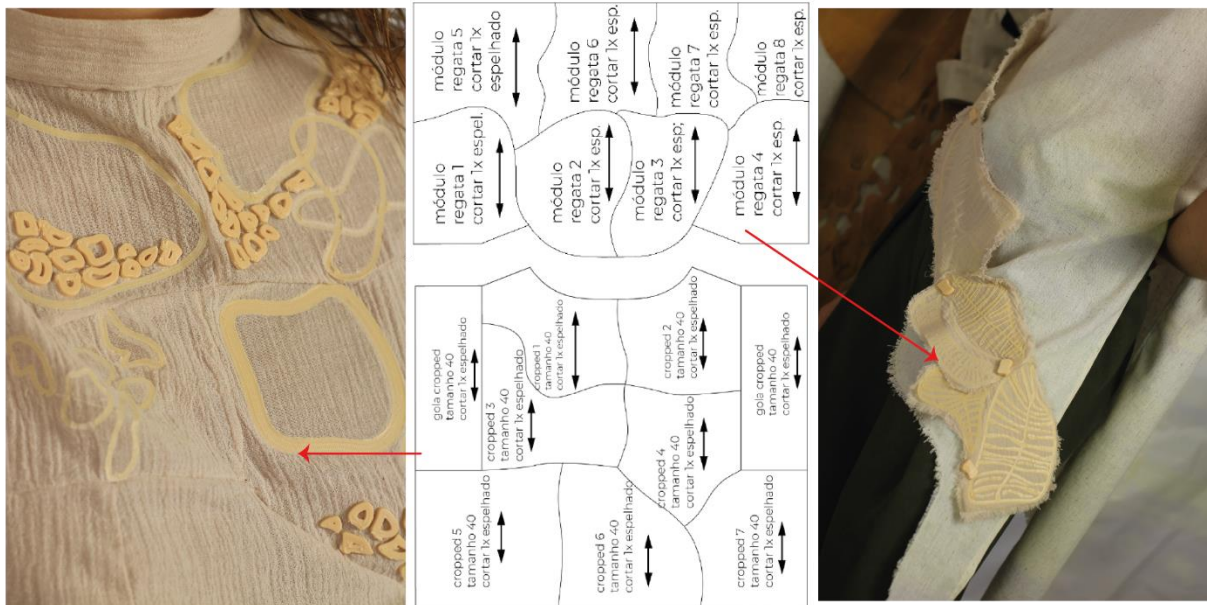 módulo
regata 5
cortar 1x
espelhado
módulo
regata 6
cortar 1x esp.
módulo
regata 7
cortar 1x esp.
módulo
regata 8
cortar 1x esp.
módulo
regata 1
cortar 1x espel.
módulo
regata 2
cortar 1x esp.
módulo
regata 3
cortar 1x esp;
módulo
regata 4
cortar 1x esp.
gola cropped
tamanho 40
cortar 1x espelhado
cropped 1
tamanho 40
cortar 1x espelhado
cropped 2
tamanho 40
cortar 1x espelhado
gola cropped
tamanho 40
cortar 1x espelhado
cropped 3
tamanho 40
cortar 1x espelhado
cropped 4
tamanho 40
cortar 1x espelhado
cropped 5
tamanho 40
cortar 1x espelhado
cropped 6
tamanho 40
cortar 1x espelhado
cropped 7
tamanho 40
cortar 1x espelhado